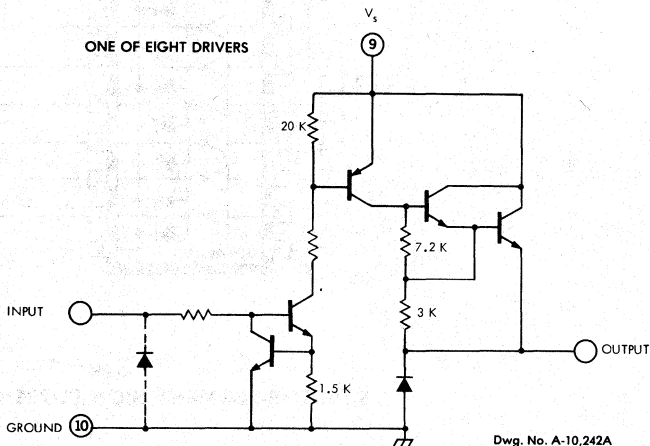 Vs
ONE OF EIGHT DRIVERS
9
20 K
7.2 K
INPUT
3 K
OUTPUT
1.5 K
GROUND 10
Dwg. No. A-10,242A